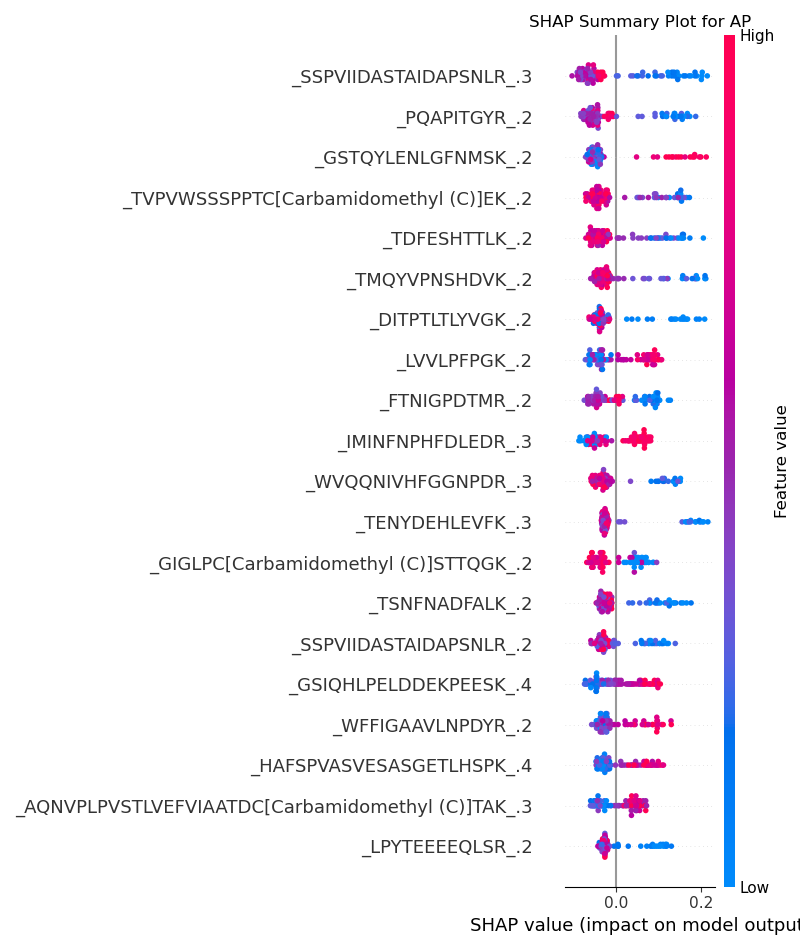 SHAP Summary Plot for AP
High
_SSPVIIDASTAIDAPSNLR_.3
_PQAPITGYR_.2
_GSTQYLENLGFNMSK_.2
_TVPVWSSSPPTC[Carbamidomethyl (C)]EK_.2
_TDFESHTTLK_.2
_TMQYVPNSHDVK_.2
_DITPTLTLYVGK_.2
_LVVLPFPGK_.2
_FTNIGPDTMR_.2
_IMINFNPHFDLEDR_.3
_WVQQNIVHFGGNPDR_.3
_TENYDEHLEVFK_.3
_GIGLPC[Carbamidomethyl (C)]STTQGK_.2
_TSNFNADFALK_.2
_SSPVIIDASTAIDAPSNLR_.2
_GSIQHLPELDDEKPEESK_.4
_WFFIGAAVLNPDYR_.2
_HAFSPVASVESASGETLHSPK_.4
_AQNVPLPVSTLVEFVIAATDC[Carbamidomethyl (C)]TAK_.3
_LPYTEEEEQLSR_.2
Feature value
Low
0.0 0.2
SHAP value (impact on model output